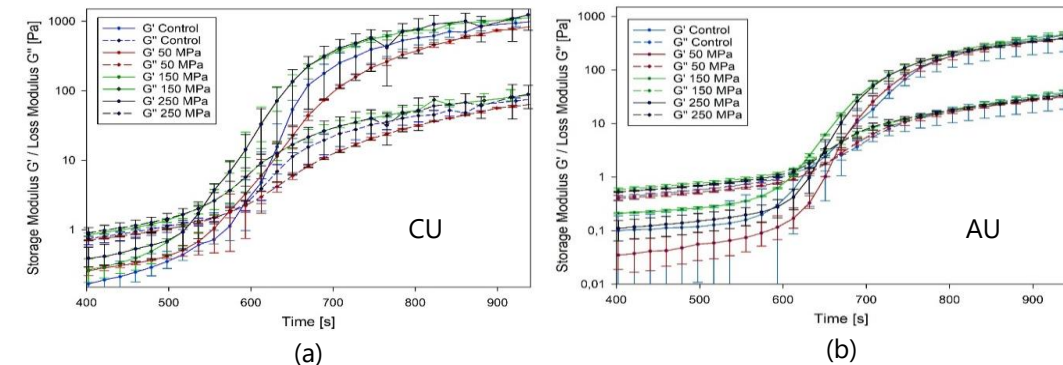 Storage Modulus G' / Loss Modulus G'' [Pa]
1000
100
10
1
G' Control
G'' Control
G' 50 MPa
G'' 50 MPa
G' 150 MPa
G'' 150 MPa
G' 250 MPa
G'' 250 MPa
CU
400
500
600
700
800
900
Time [s]
(a)
Storage Modulus G' / Loss Modulus G'' [Pa]
1000
100
10
1
0,1
0,01
G' Control
G'' Control
G' 50 MPa
G'' 50 MPa
G' 150 MPa
G'' 150 MPa
G' 250 MPa
G'' 250 MPa
AU
400
500
600
700
800
900
Time [s]
(b)